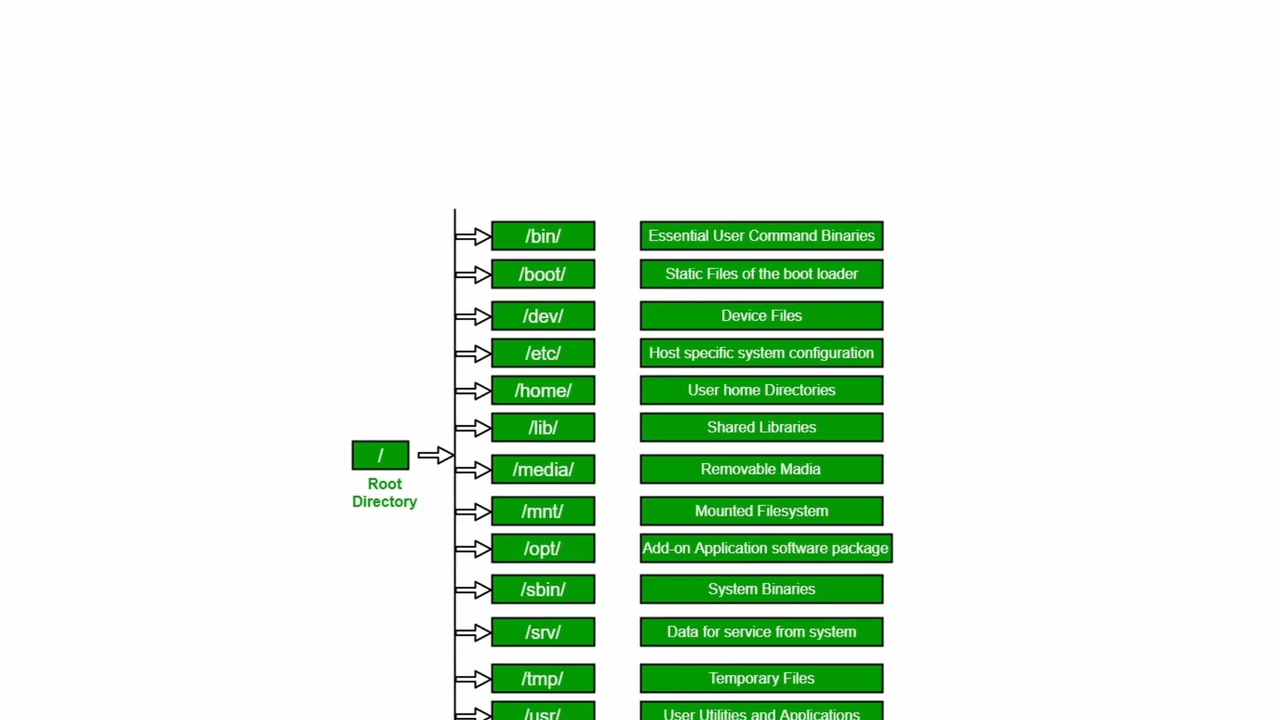 /bin/ Essential User Command Binaries
/boot/ Static Files of the boot loader
/dev/ Device Files
/etc/ Host specific system configuration
/home/ User home Directories
/lib/ Shared Libraries
/
Root
Directory
/media/ Removable Madia
/mnt/ Mounted Filesystem
/opt/ Add-on Application software package
/sbin/ System Binaries
/srv/ Data for service from system
/tmp/ Temporary Files
/usr/ User Utilities and Applications